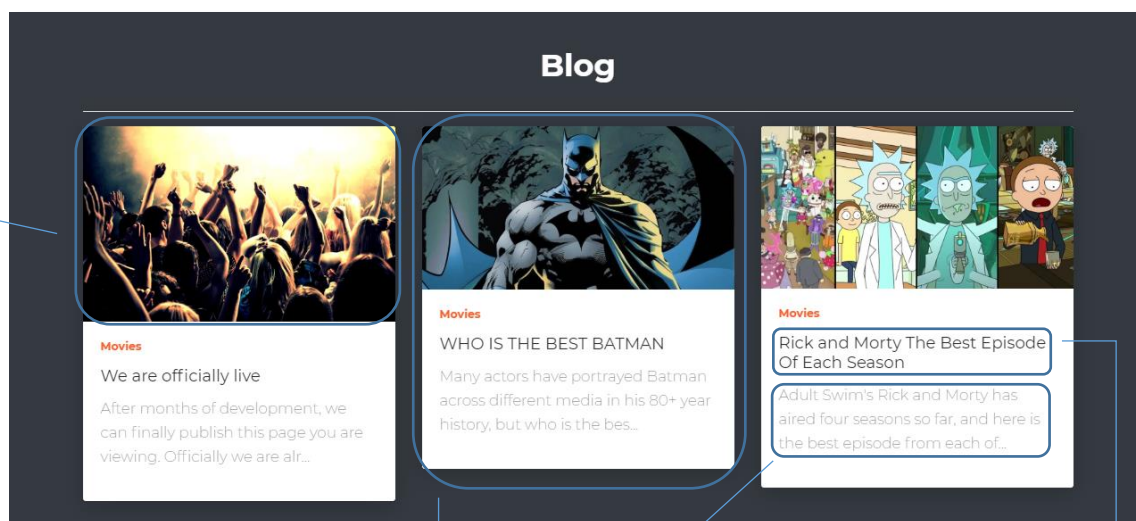 Blog
Movies
We are officially live
After months of development, we
can finally publish this page you are
viewing. Officially we are alr...
Movies
WHO IS THE BEST BATMAN
Many actors have portrayed Batman
across different media in his 80+ year
history, but who is the bes...
Movies
Rick and Morty The Best Episode
Of Each Season
Adult Swim's Rick and Morty has
aired four seasons so far, and here is
the best episode from each of...